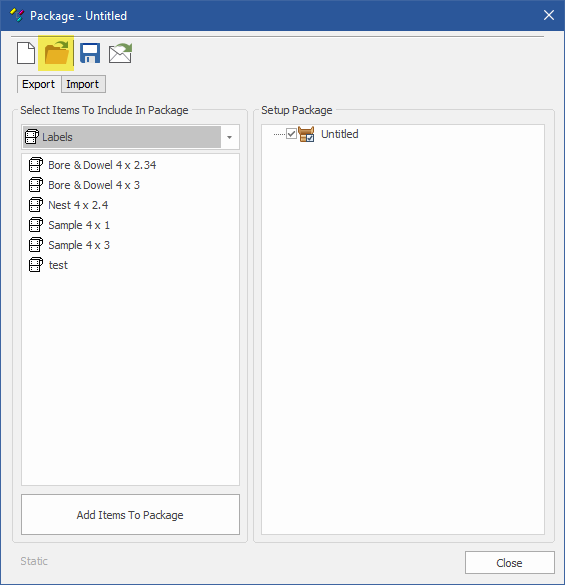 Package - Untitled
Export Import
Select Items To Include In Package
Labels
Bore & Dowel 4 x 2.34
Bore & Dowel 4 x 3
Nest 4 x 2.4
Sample 4 x 1
Sample 4 x 3
test
Add Items To Package
Setup Package
Untitled
Static
Close